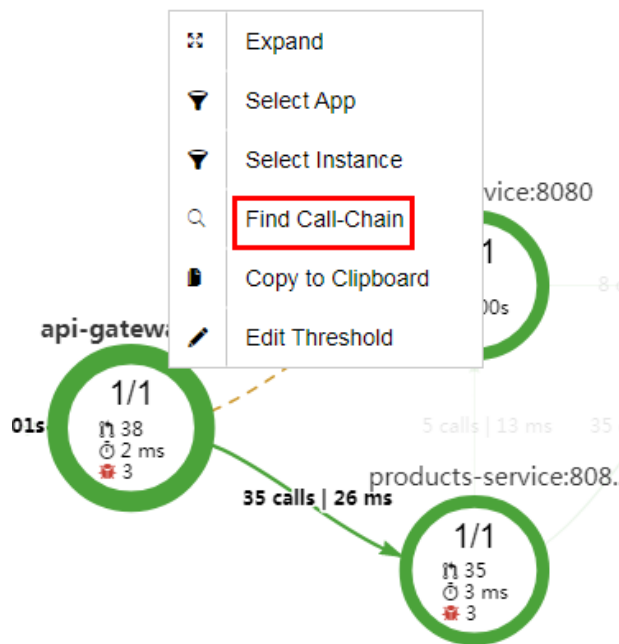 Expand
Select App
Select Instance
Find Call-Chain
Copy to Clipboard
Edit Threshold
vice:8080
1
00s
8 c
api-gatewa
1/1
38
2 ms
3
01s
5 calls | 13 ms
35
35 calls | 26 ms
products-service:808.
1/1
35
3 ms
3